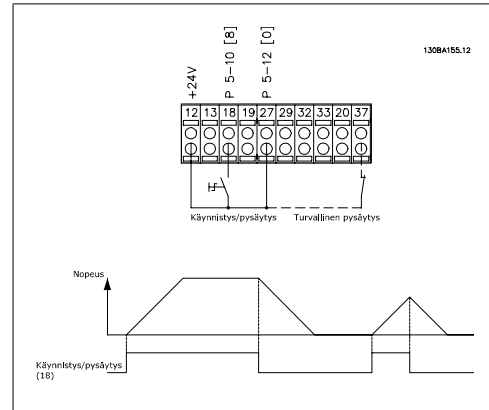 130BA155.12
+24V
P 5-10 [8]
P 5-12 [0]
12 13 18 19 27 29 32 33 20 37
Käynnistys/pysäytys
Turvallinen pysäytys
Nopeus
Käynnistys/pysäytys
(18)